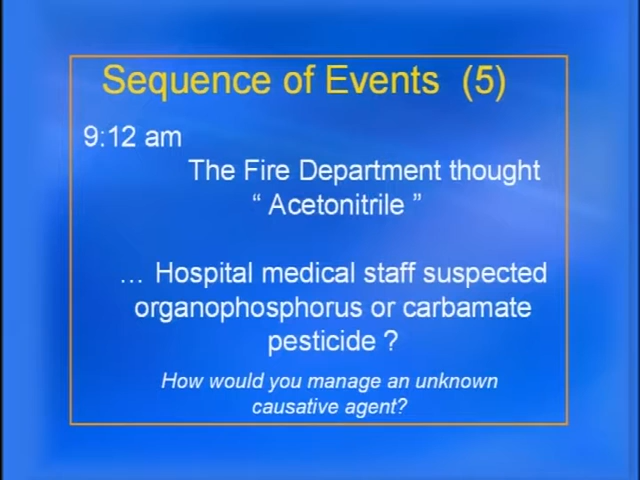 Sequence of Events (5)
9:12 am
The Fire Department thought
“ Acetonitrile ”
… Hospital medical staff suspected
organophosphorus or carbamate
pesticide ?
How would you manage an unknown
causative agent?